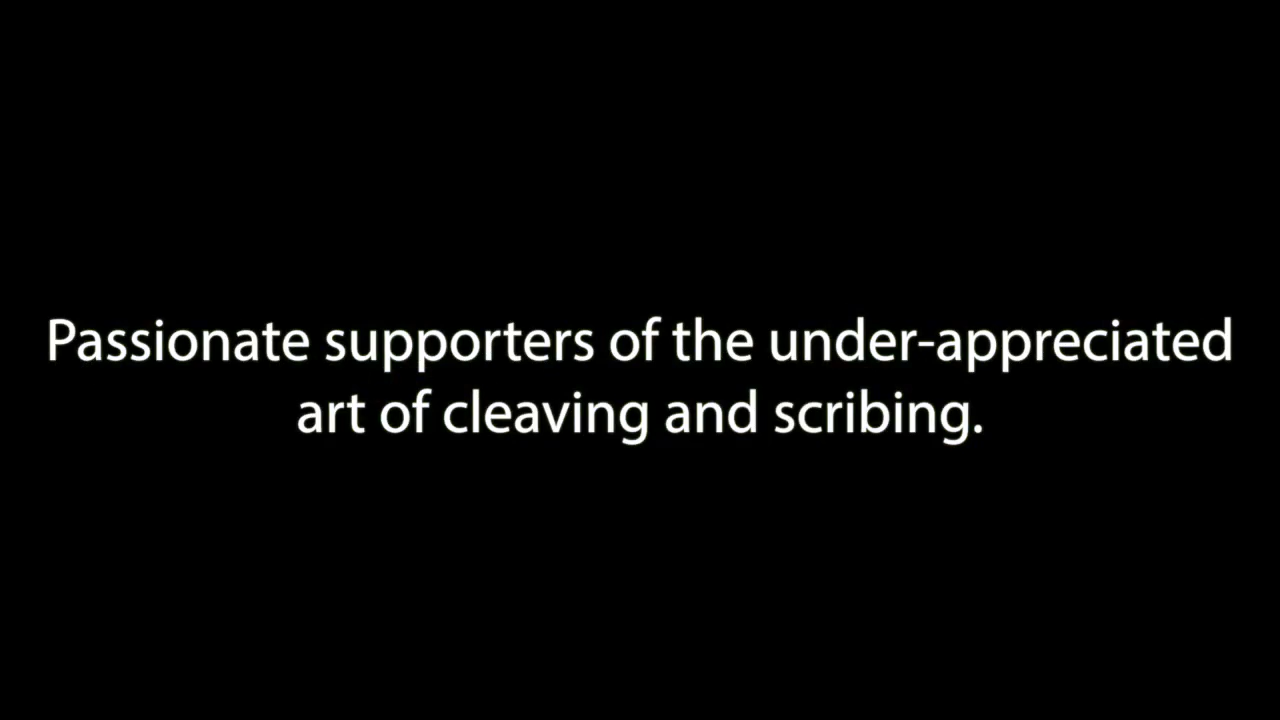 Passionate supporters of the under-appreciated
art of cleaving and scribing.